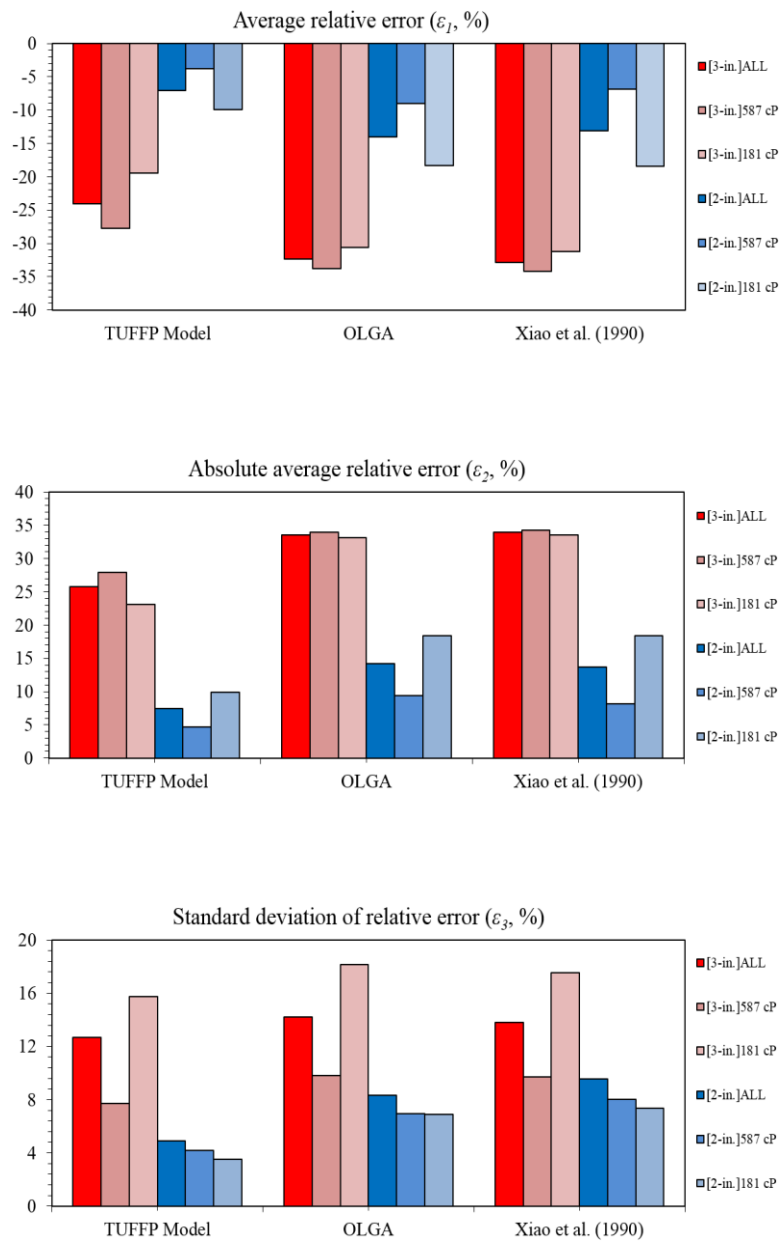 Average relative error (ε1, %)
0
-5
-10
-15
-20
-25
-30
-35
-40
TUFFP Model
OLGA
Xiao et al. (1990)
[3-in.]ALL
[3-in.]587 cP
[3-in.]181 cP
[2-in.]ALL
[2-in.]587 cP
[2-in.]181 cP
Absolute average relative error (ε2, %)
40
35
30
25
20
15
10
5
0
TUFFP Model
OLGA
Xiao et al. (1990)
[3-in.]ALL
[3-in.]587 cP
[3-in.]181 cP
[2-in.]ALL
[2-in.]587 cP
[2-in.]181 cP
Standard deviation of relative error (ε3, %)
20
16
12
8
4
0
TUFFP Model
OLGA
Xiao et al. (1990)
[3-in.]ALL
[3-in.]587 cP
[3-in.]181 cP
[2-in.]ALL
[2-in.]587 cP
[2-in.]181 cP